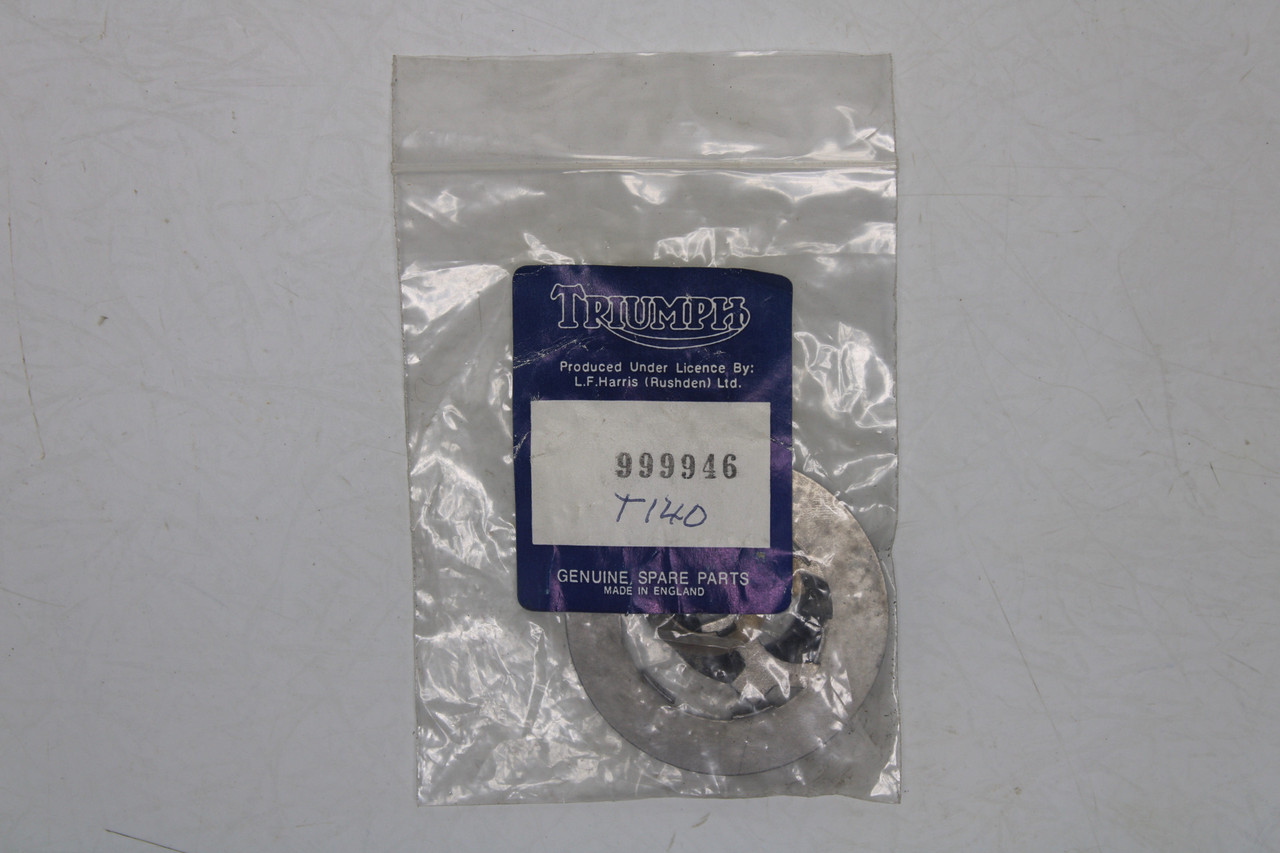 TRIUMPH
Produced Under Licence By:
L.F.Harris (Rushden) Ltd.
999946
T140
GENUINE SPARE PARTS
MADE IN ENGLAND